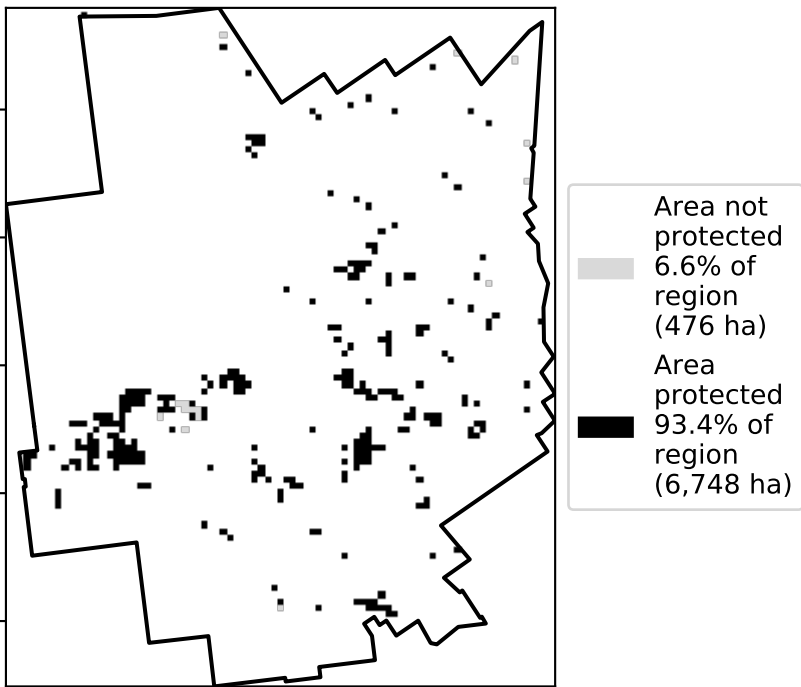 Area not
protected
6.6% of
region
(476 ha)
Area
protected
93.4% of
region
(6,748 ha)